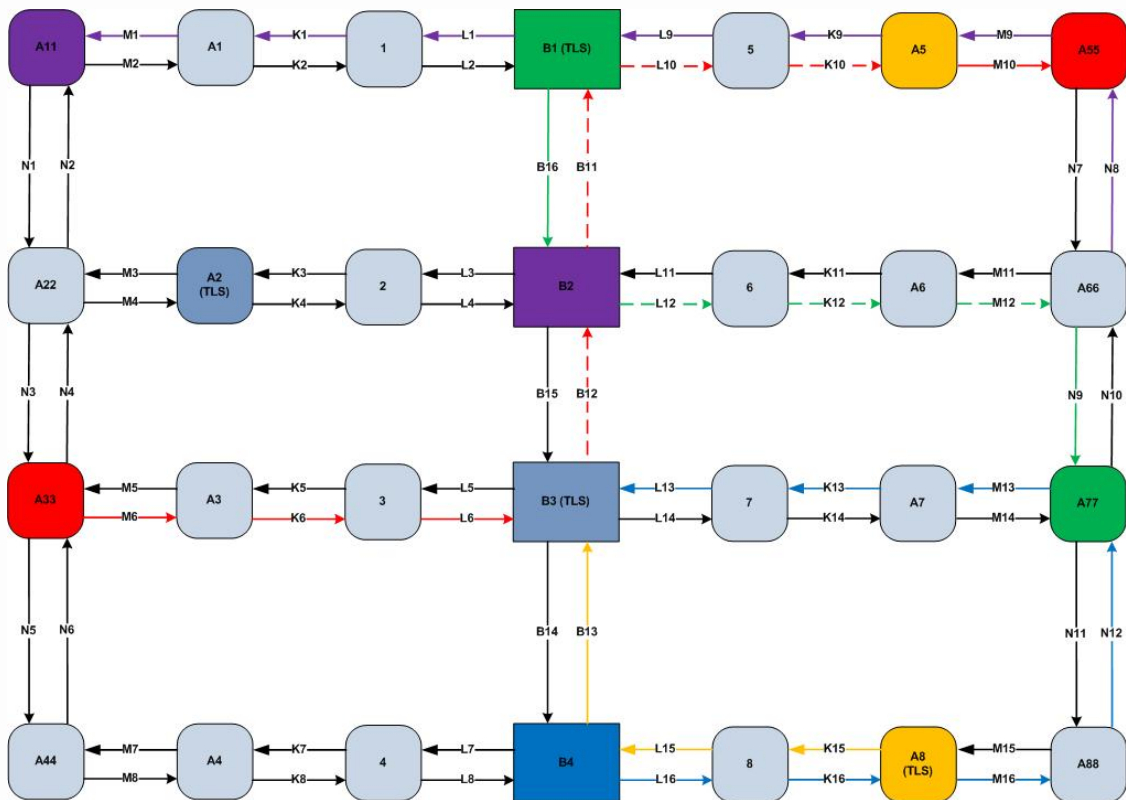 A11
M1
M2
A1
K1
K2
1
L1
L2
B1 (TLS)
L9
L10
5
K9
K10
A5
M9
M10
A55
N1
N2
B16
B11
N7
N8
A22
M3
M4
A2
(TLS)
K3
K4
2
L3
L4
B2
L11
L12
6
K11
K12
A6
M11
M12
A66
N3
N4
B15
B12
N9
N10
A33
M5
M6
A3
K5
K6
3
L5
L6
B3 (TLS)
L13
L14
7
K13
K14
A7
M13
M14
A77
N5
N6
B14
B13
N11
N12
A44
M7
M8
A4
K7
K8
4
L7
L8
B4
L15
L16
8
K15
K16
A8
(TLS)
M15
M16
A88